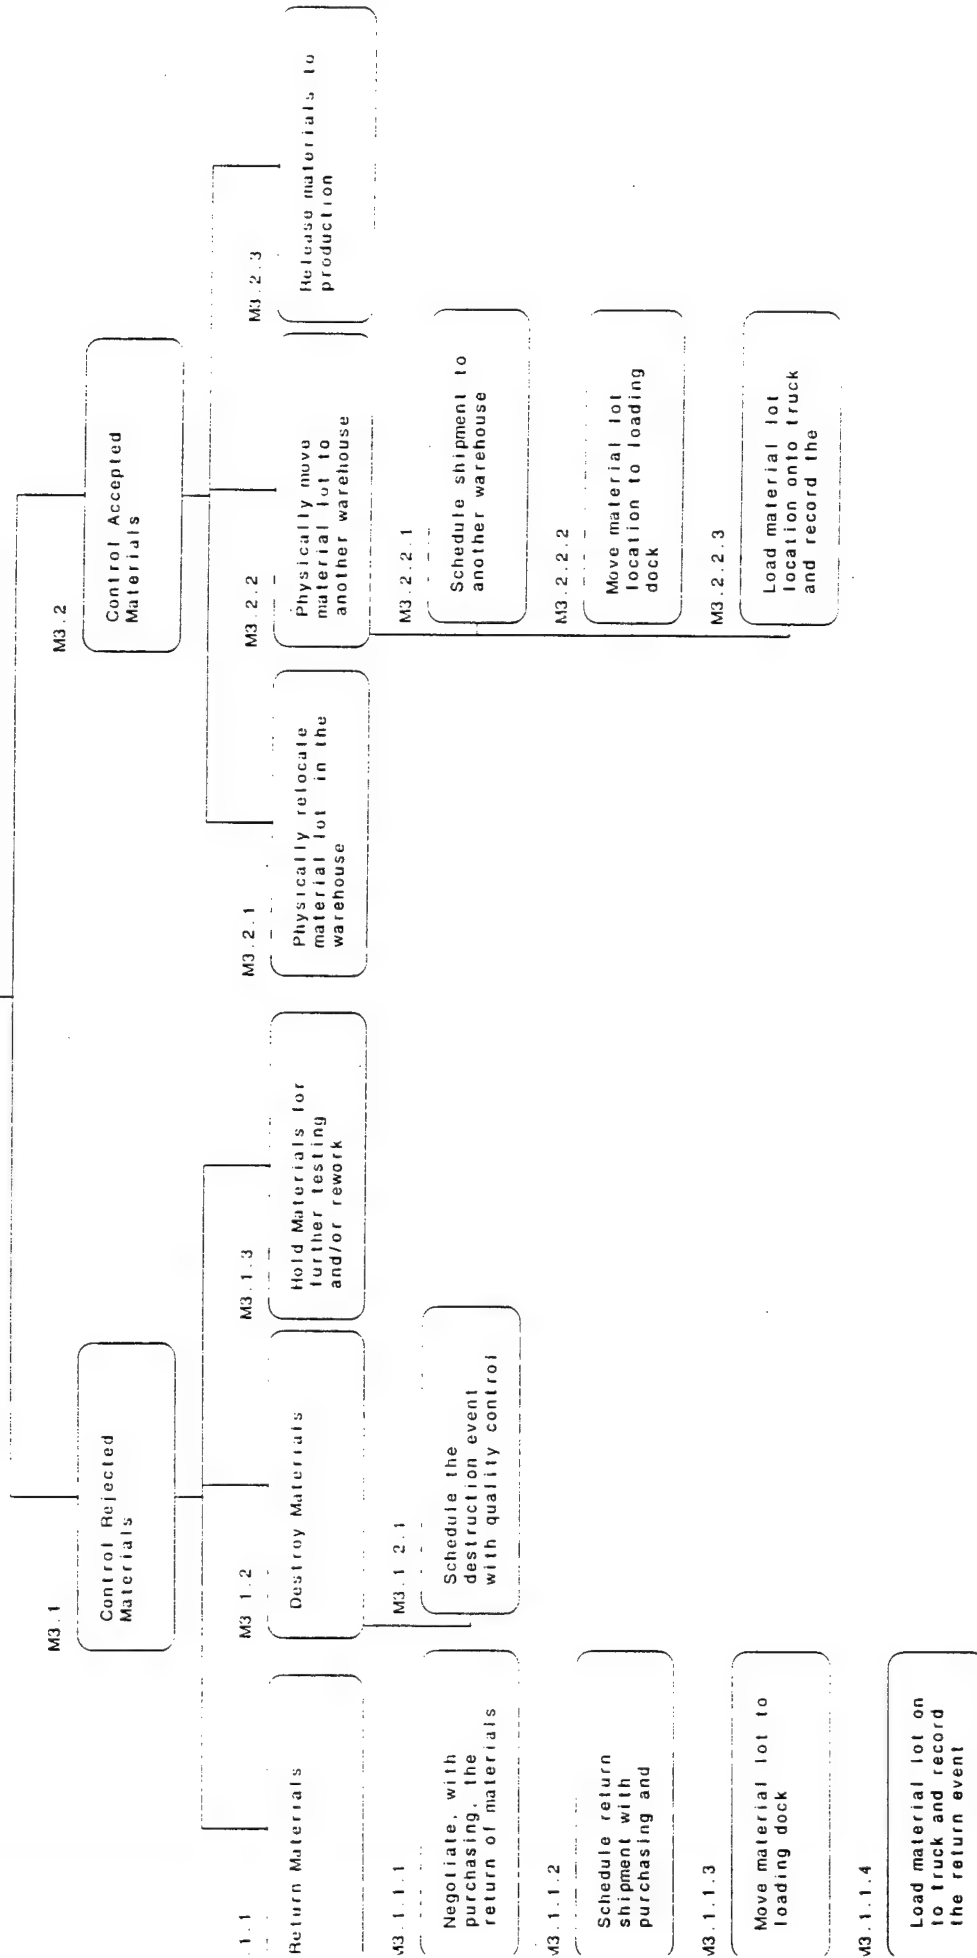 M3.1
Control Rejected
Materials
M3.2
Control Accepted
Materials
.1.1
Return Materials
M3 1.2
Destroy Materials
M3.1.3
Hold Materials for
further testing
and/or rework
M3.2.1
Physically relocate
material lot in the
warehouse
M3.2.2
Physically move
material lot to
another warehouse
M3.2.3
Release materials to
production
M3.1.1.1
Negotiate, with
purchasing, the
return of materials
M3.1.1.2
Schedule return
shipment with
purchasing and
M3.1.1.3
Move material lot to
loading dock
M3.1.1.4
Load material lot on
to truck and record
the return event
M3.1 2.1
Schedule the
destruction event
with quality control
M3.2.2.1
Schedule shipment to
another warehouse
M3.2.2.2
Move material lot
location to loading
dock
M3.2.2.3
Load material lot
location onto truck
and record the